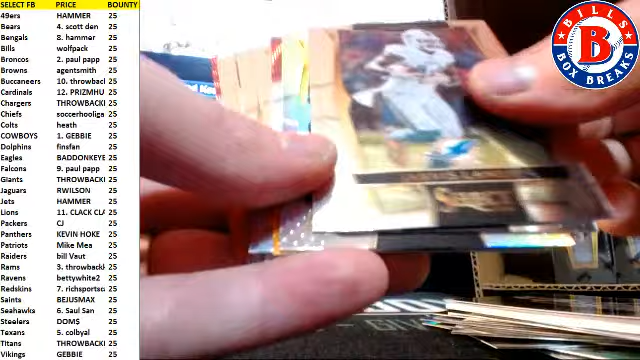 SELECT FB PRICE BOUNTY
49ers HAMMER 25
Bears 4. scott den 25
Bengals 8. hammer 25
Bills wolfpack 25
Broncos 2. paul papp 25
Browns agentsmith 25
Buccaneers 10. throwbacl 25
Cardinals 12. PRIZMHU 25
Chargers THROWBACKI 25
Chiefs soccerhooliga 25
Colts heath 25
COWBOYS 1. GEBBIE 25
Dolphins finsfan 25
Eagles BADDONKEYE 25
Falcons 9. paul papp 25
Giants THROWBACKI 25
Jaguars RWILSON 25
Jets HAMMER 25
Lions 11. CLACK CLA 25
Packers CJ 25
Panthers KEVIN HOKE 25
Patriots Mike Mea 25
Raiders bill Vaut 25
Rams 3. throwbackl 25
Ravens bettywhite2 25
Redskins 7. richsportsc 25
Saints BEJUSMAX 25
Seahawks 6. Saul San 25
Steelers DOM$ 25
Texans 5. colbyal 25
Titans THROWBACKI 25
Vikings GEBBIE 25
BILLS
B
BOX BREAKS